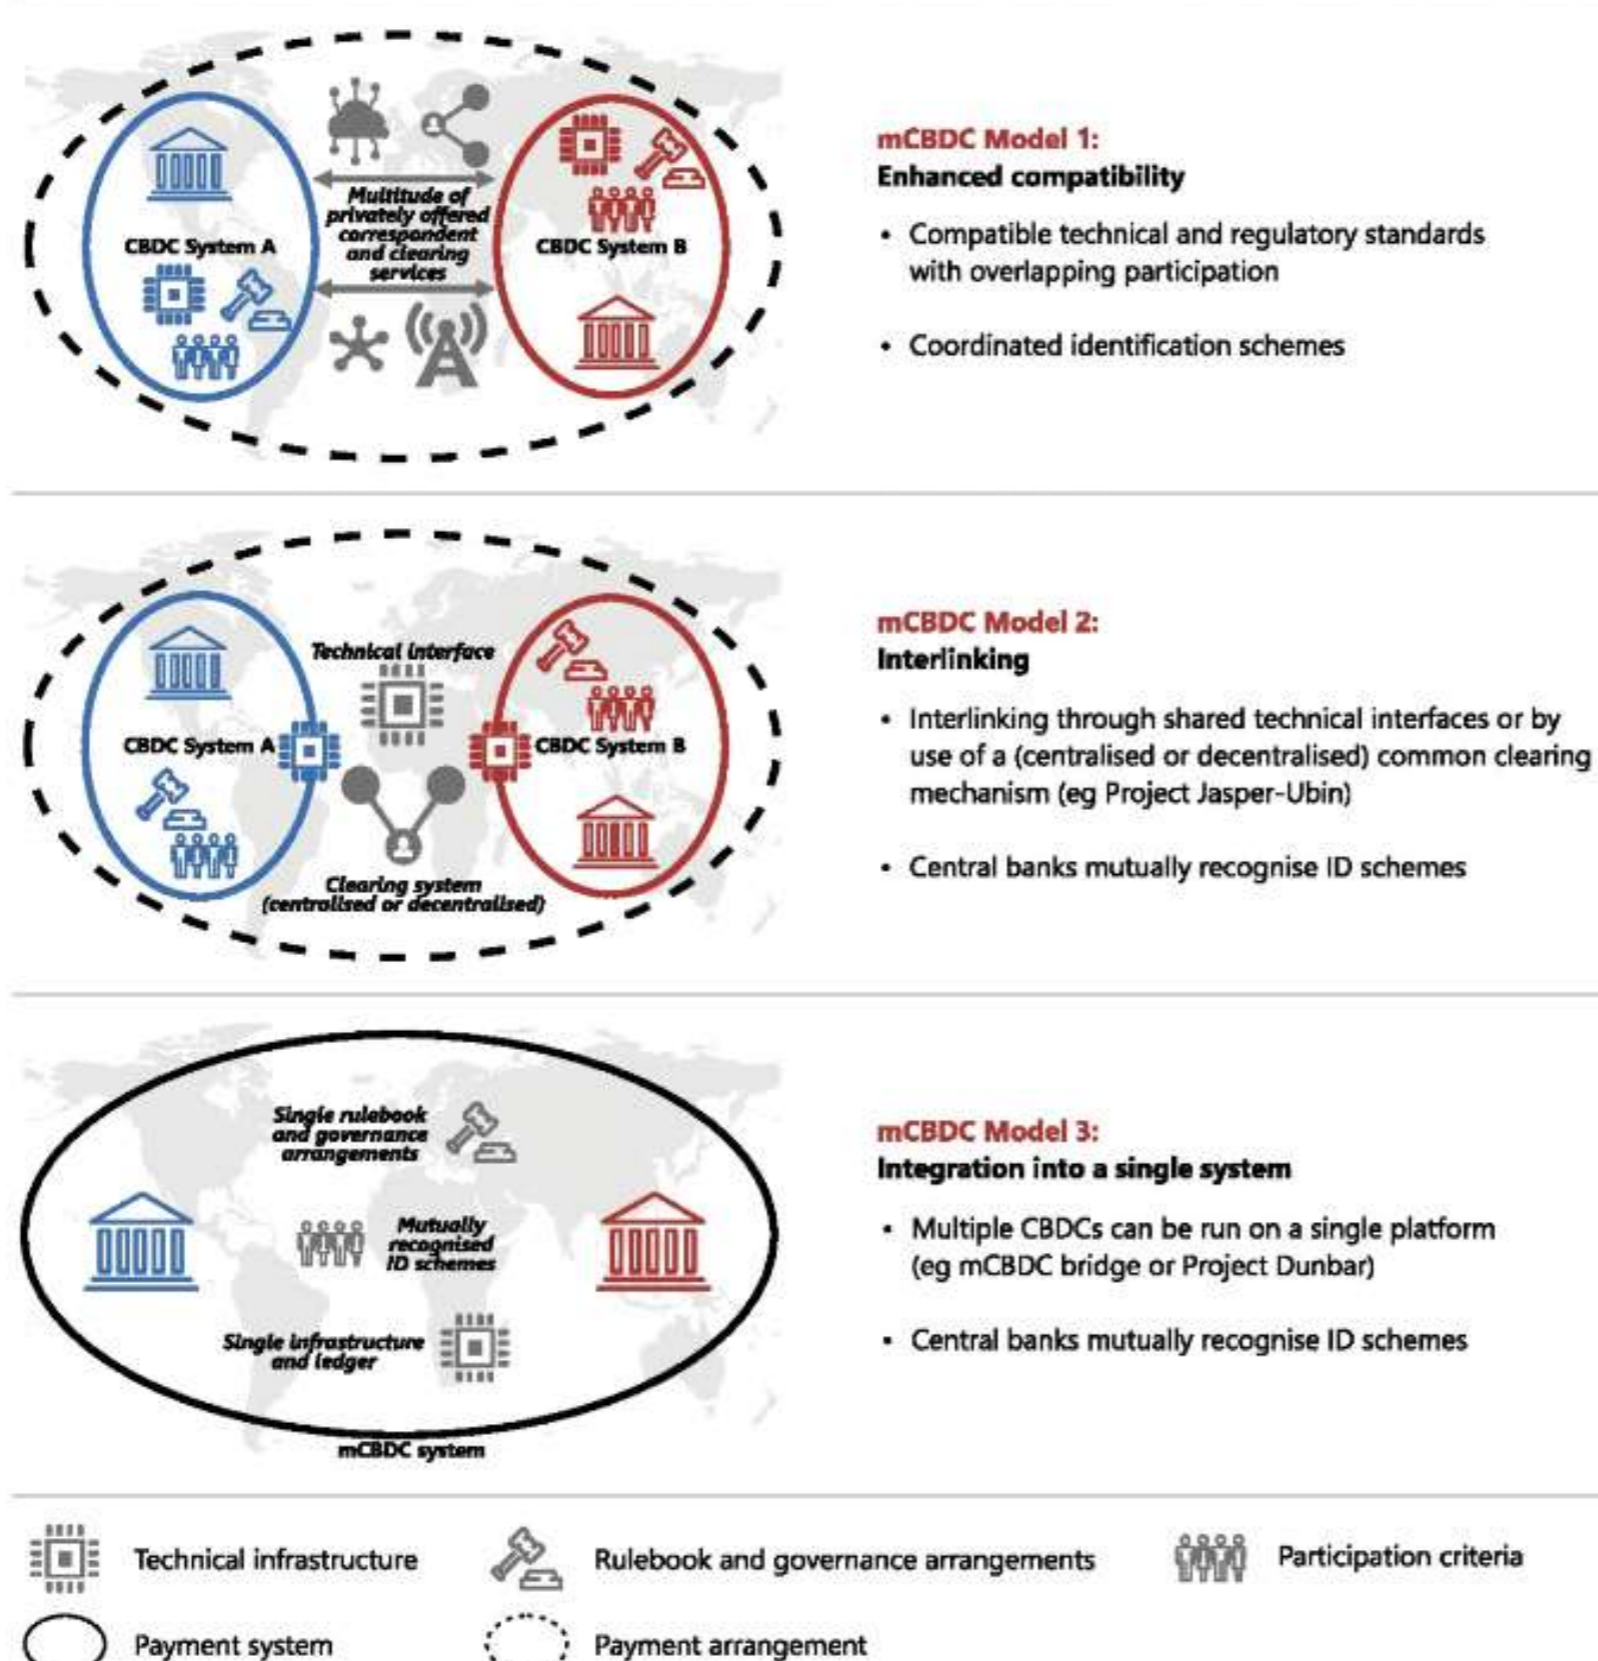 Multitude of
privately offered
correspondent
and clearing
services
CBDC System A
CBDC System B
mCBDC Model 1:
Enhanced compatibility
• Compatible technical and regulatory standards
with overlapping participation
• Coordinated identification schemes
Technical interface
CBDC System A
CBDC System B
Clearing system
(centralised or decentralised)
mCBDC Model 2:
Interlinking
• Interlinking through shared technical interfaces or by
use of a (centralised or decentralised) common clearing
mechanism (eg Project Jasper-Ubin)
• Central banks mutually recognise ID schemes
Single rulebook
and governance
arrangements
Mutually
recognised
ID schemes
Single infrastructure
and ledger
mCBDC system
mCBDC Model 3:
Integration into a single system
• Multiple CBDCs can be run on a single platform
(eg mCBDC bridge or Project Dunbar)
• Central banks mutually recognise ID schemes
Technical infrastructure
Rulebook and governance arrangements
Participation criteria
Payment system
Payment arrangement